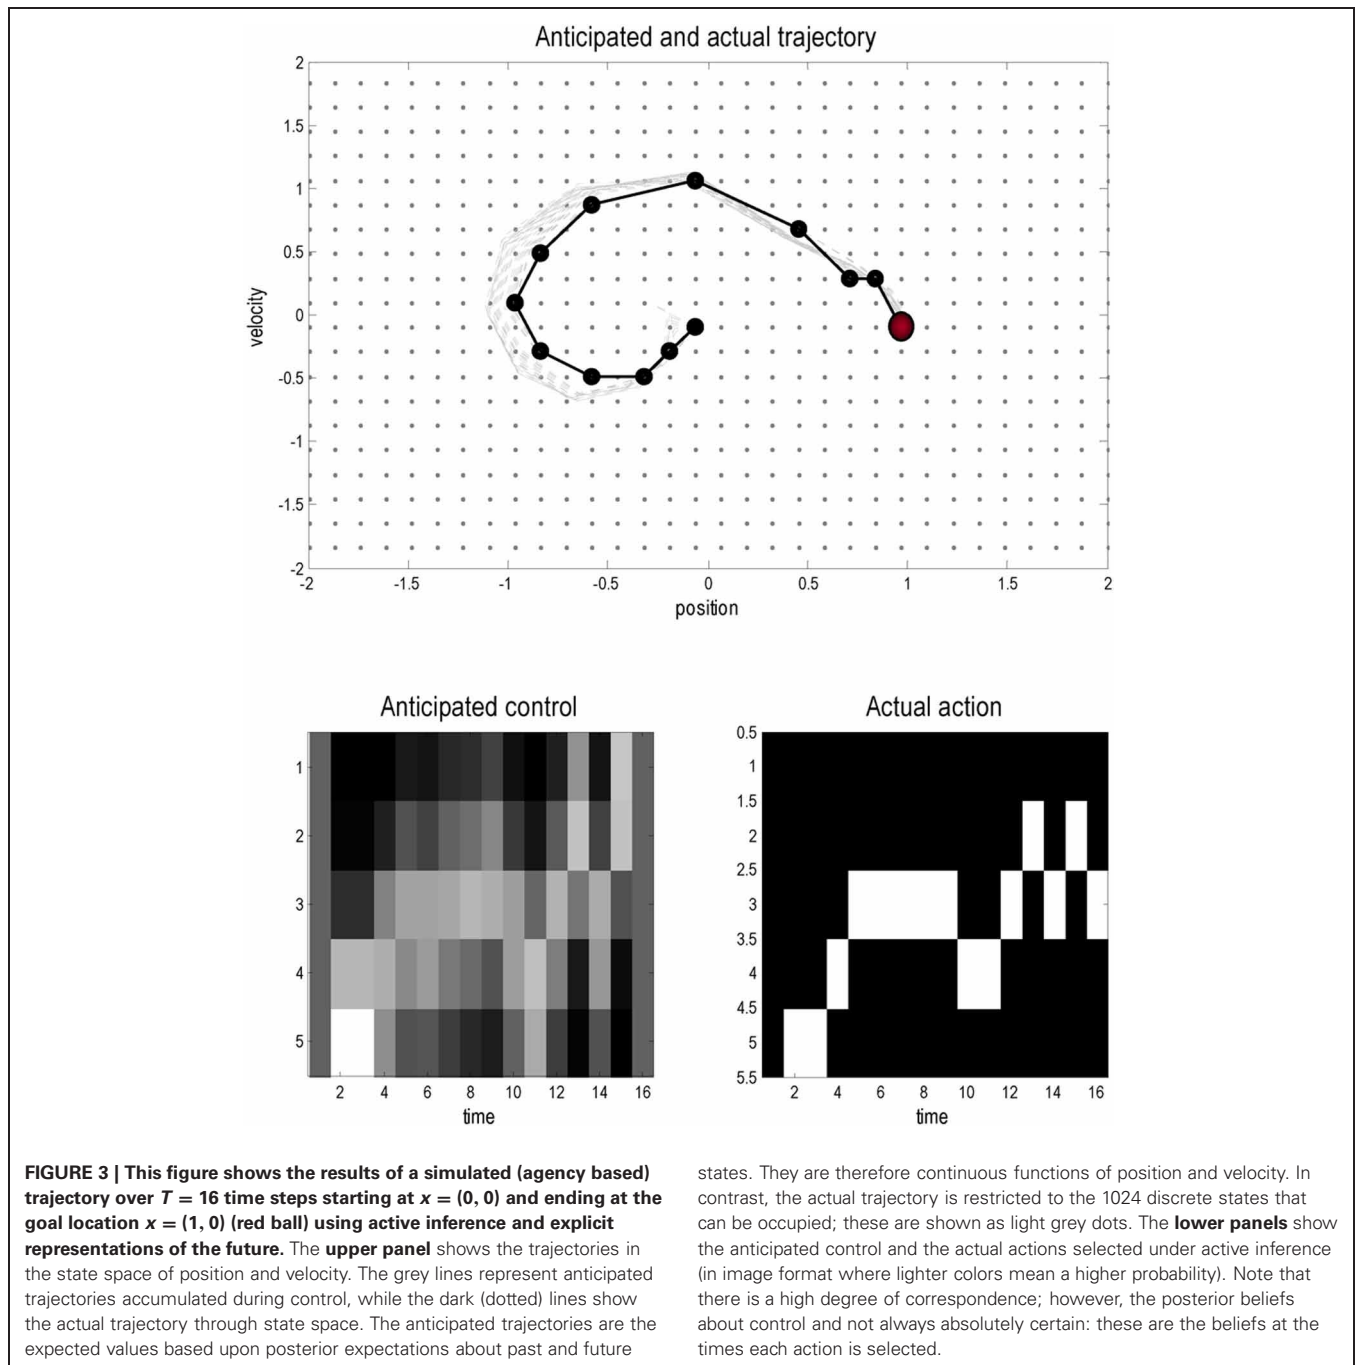 Anticipated and actual trajectory
2
1.5
1
0.5
0
-0.5
-1
-1.5
-2
velocity
-2 -1.5 -1 -0.5 0 0.5 1 1.5 2
position
Anticipated control
1
2
3
4
5
2 4 6 8 10 12 14 16
time
Actual action
0.5
1
1.5
2
2.5
3
3.5
4
4.5
5
5.5
2 4 6 8 10 12 14 16
time
FIGURE 3 | This figure shows the results of a simulated (agency based)
trajectory over T = 16 time steps starting at x = (0, 0) and ending at the
goal location x = (1, 0) (red ball) using active inference and explicit
representations of the future. The upper panel shows the trajectories in
the state space of position and velocity. The grey lines represent anticipated
trajectories accumulated during control, while the dark (dotted) lines show
the actual trajectory through state space. The anticipated trajectories are the
expected values based upon posterior expectations about past and future
states. They are therefore continuous functions of position and velocity. In
contrast, the actual trajectory is restricted to the 1024 discrete states that
can be occupied; these are shown as light grey dots. The lower panels show
the anticipated control and the actual actions selected under active inference
(in image format where lighter colors mean a higher probability). Note that
there is a high degree of correspondence; however, the posterior beliefs
about control and not always absolutely certain: these are the beliefs at the
times each action is selected.